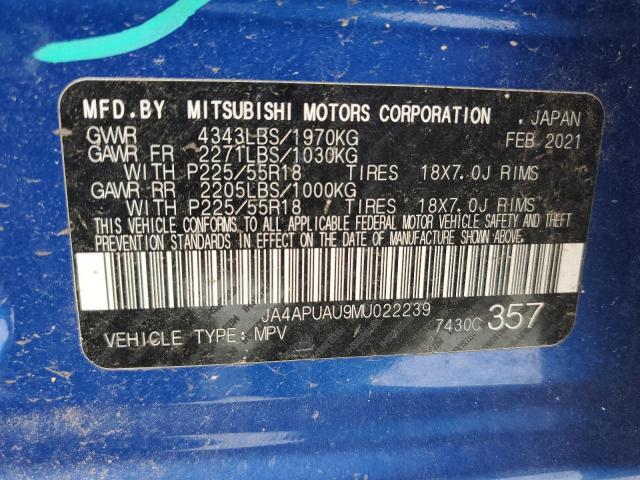 MFD.BY MITSUBISHI MOTORS CORPORATION . JAPAN
GVWR 4343LBS/1970KG FEB 2021
GAWR FR 2271LBS/1030KG
WITH P225/55R18 TIRES 18X7.0J RIMS
GAWR RR 2205LBS/1000KG
WITH P225/55R18 TIRES 18X7.0J RIMS
THIS VEHICLE CONFORMS TO ALL APPLICABLE FEDERAL MOTOR VEHICLE SAFETY AND THEFT
PREVENTION STANDARDS IN EFFECT ON THE DATE OF MANUFACTURE SHOWN ABOVE.
JA4APUAU9MU022239
VEHICLE TYPE: MPV 7430C 357